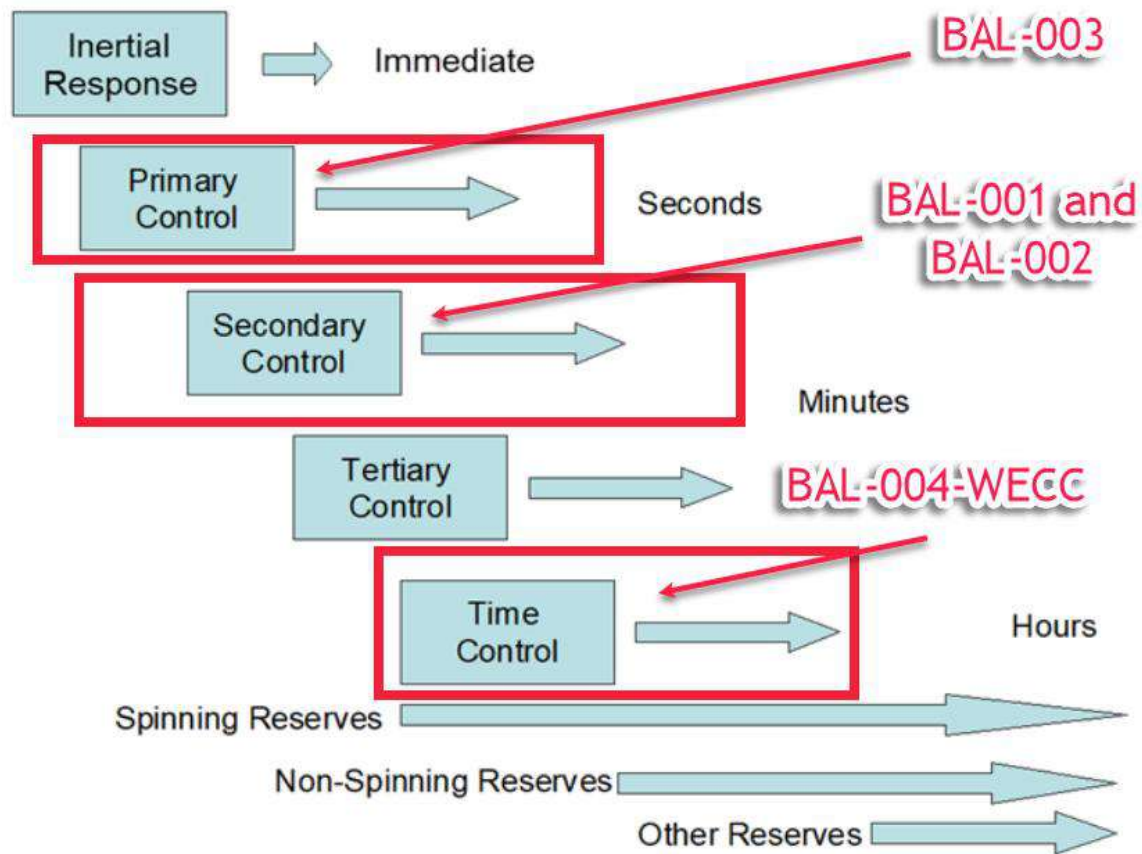 Inertial
Response
Immediate
BAL-003
Primary
Control
Seconds
BAL-001 and
BAL-002
Secondary
Control
Minutes
Tertiary
Control
BAL-004-WECC
Time
Control
Hours
Spinning Reserves
Non-Spinning Reserves
Other Reserves